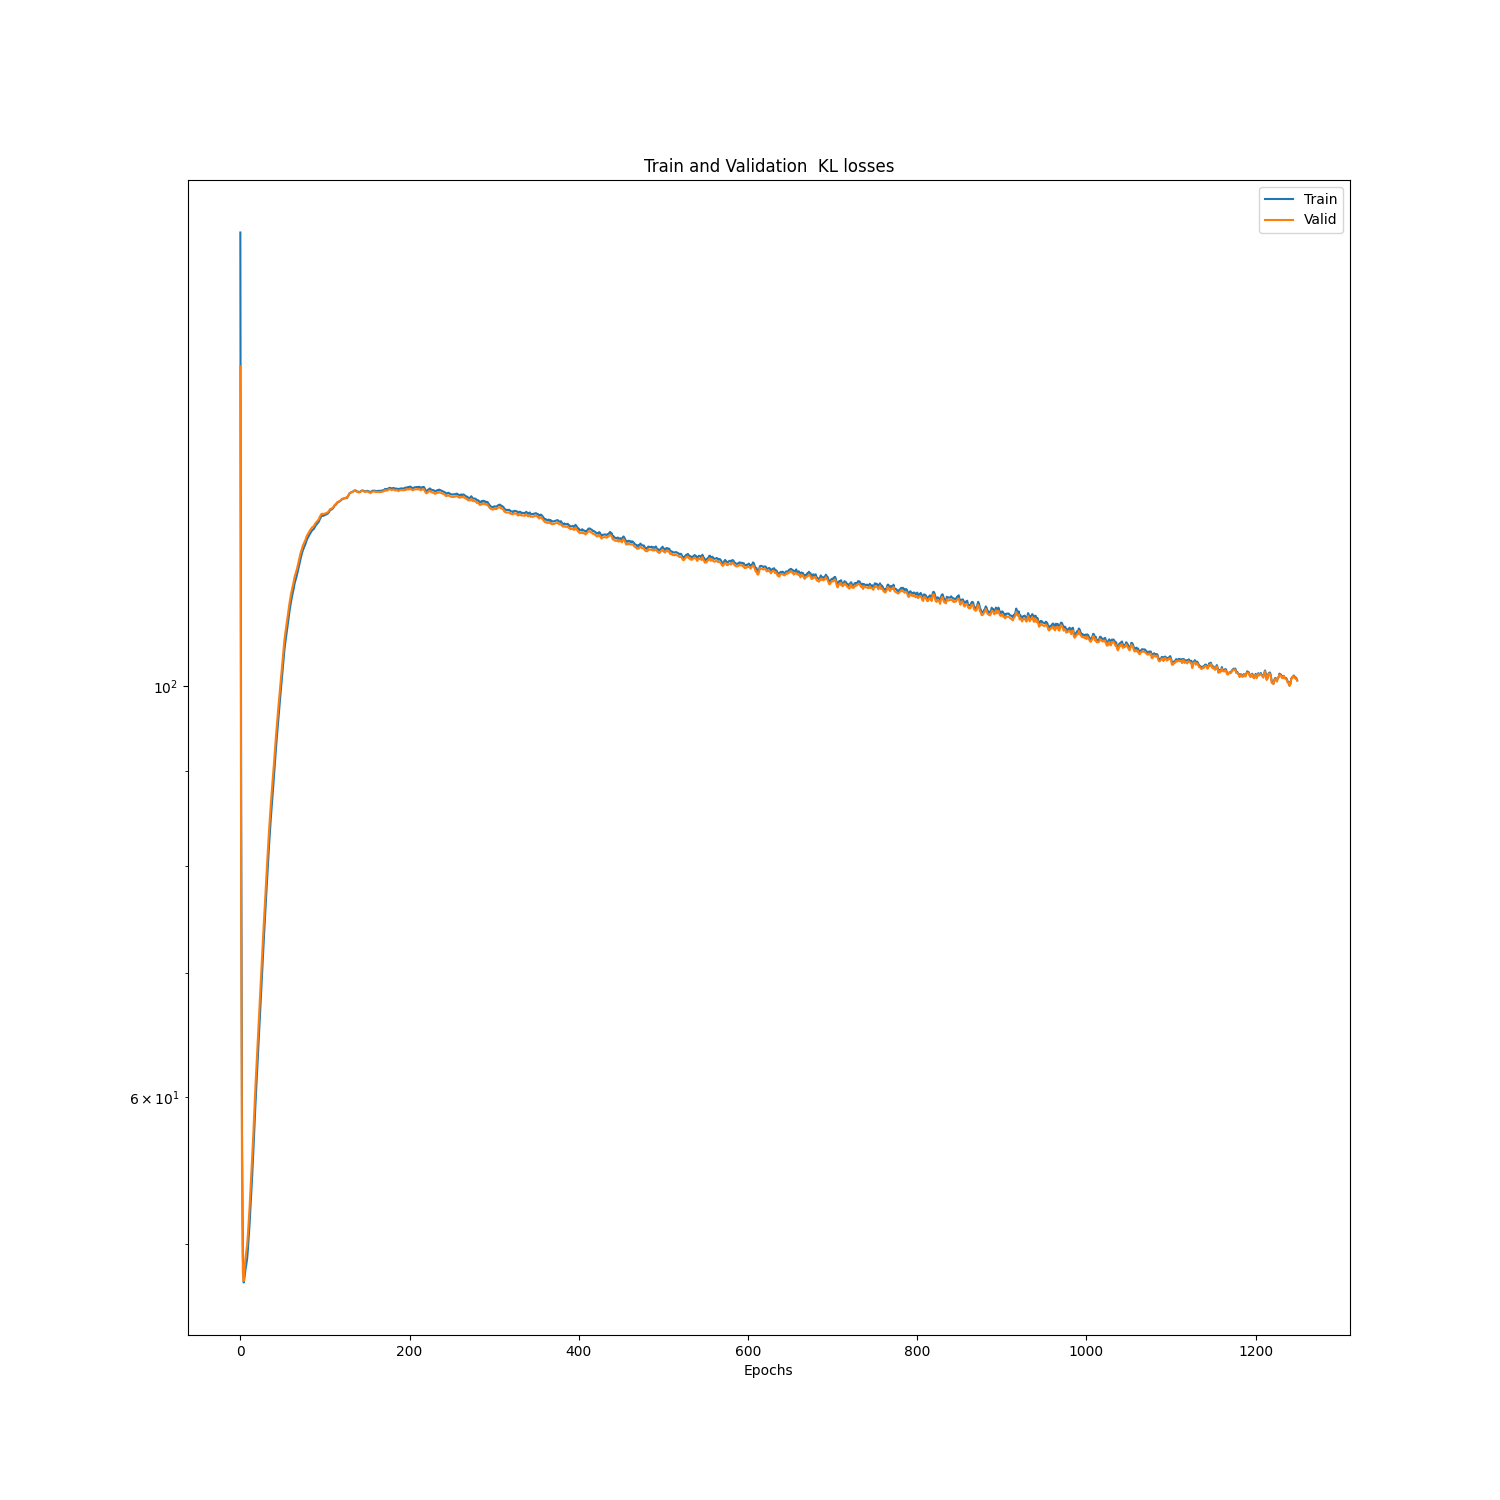 Train and Validation  KL losses
Train
Valid
10²
6 × 10¹
0 200 400 600 800 1000 1200
Epochs